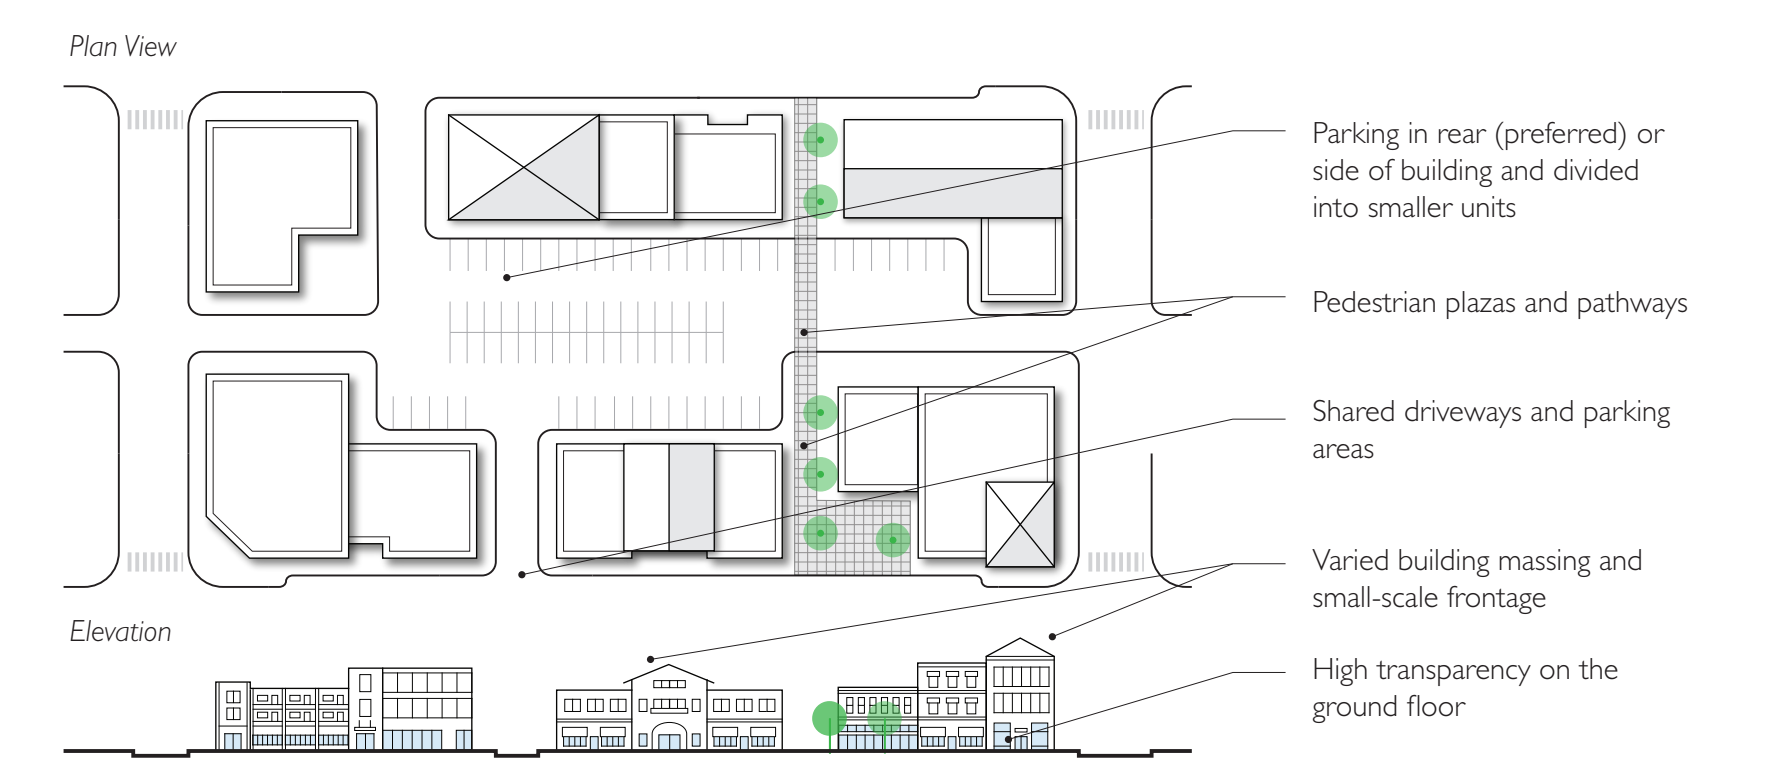 Plan View
Parking in rear (preferred) or
side of building and divided
into smaller units
Pedestrian plazas and pathways
Shared driveways and parking
areas
Varied building massing and
small-scale frontage
Elevation
High transparency on the
ground floor